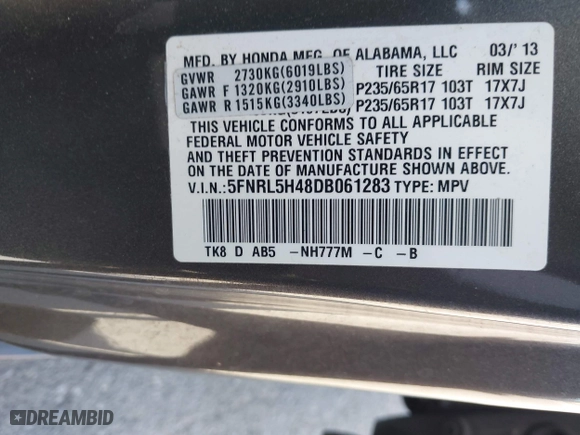 MFD. BY HONDA MFG. OF ALABAMA, LLC 03/'13
TIRE SIZE RIM SIZE
GVWR 2730KG(6019LBS)
GAWR F 1320KG(2910LBS) P235/65R17 103T 17X7J
GAWR R 1515KG(3340LBS) P235/65R17 103T 17X7J
THIS VEHICLE CONFORMS TO ALL APPLICABLE
FEDERAL MOTOR VEHICLE SAFETY
AND THEFT PREVENTION STANDARDS IN EFFECT
ON THE DATE OF MANUFACTURE SHOWN ABOVE.
V.I.N.:5FNRL5H48DB061283 TYPE: MPV
TK8 D AB5 -NH777M -C -B
DREAMBID